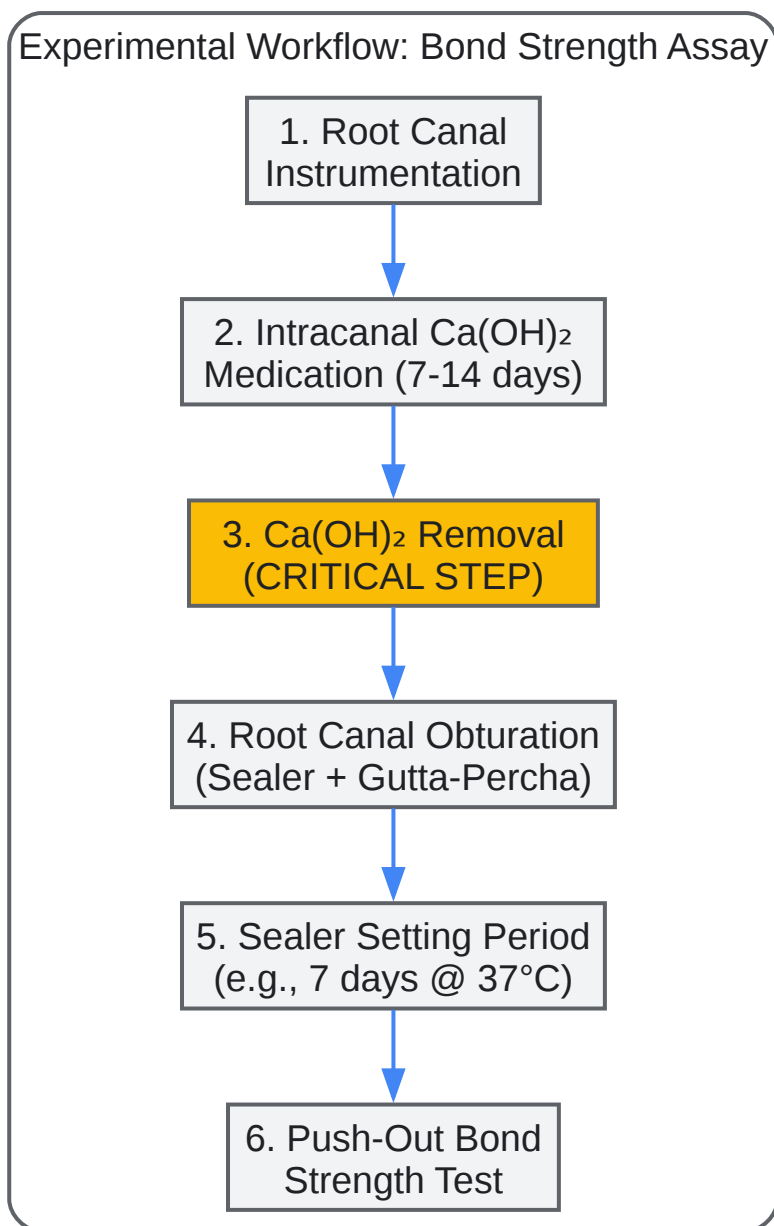 Experimental Workflow: Bond Strength Assay
1. Root Canal
Instrumentation
2. Intracanal Ca(OH)₂
Medication (7-14 days)
3. Ca(OH)₂ Removal
(CRITICAL STEP)
4. Root Canal Obturation
(Sealer + Gutta-Percha)
5. Sealer Setting Period
(e.g., 7 days @ 37°C)
6. Push-Out Bond
Strength Test